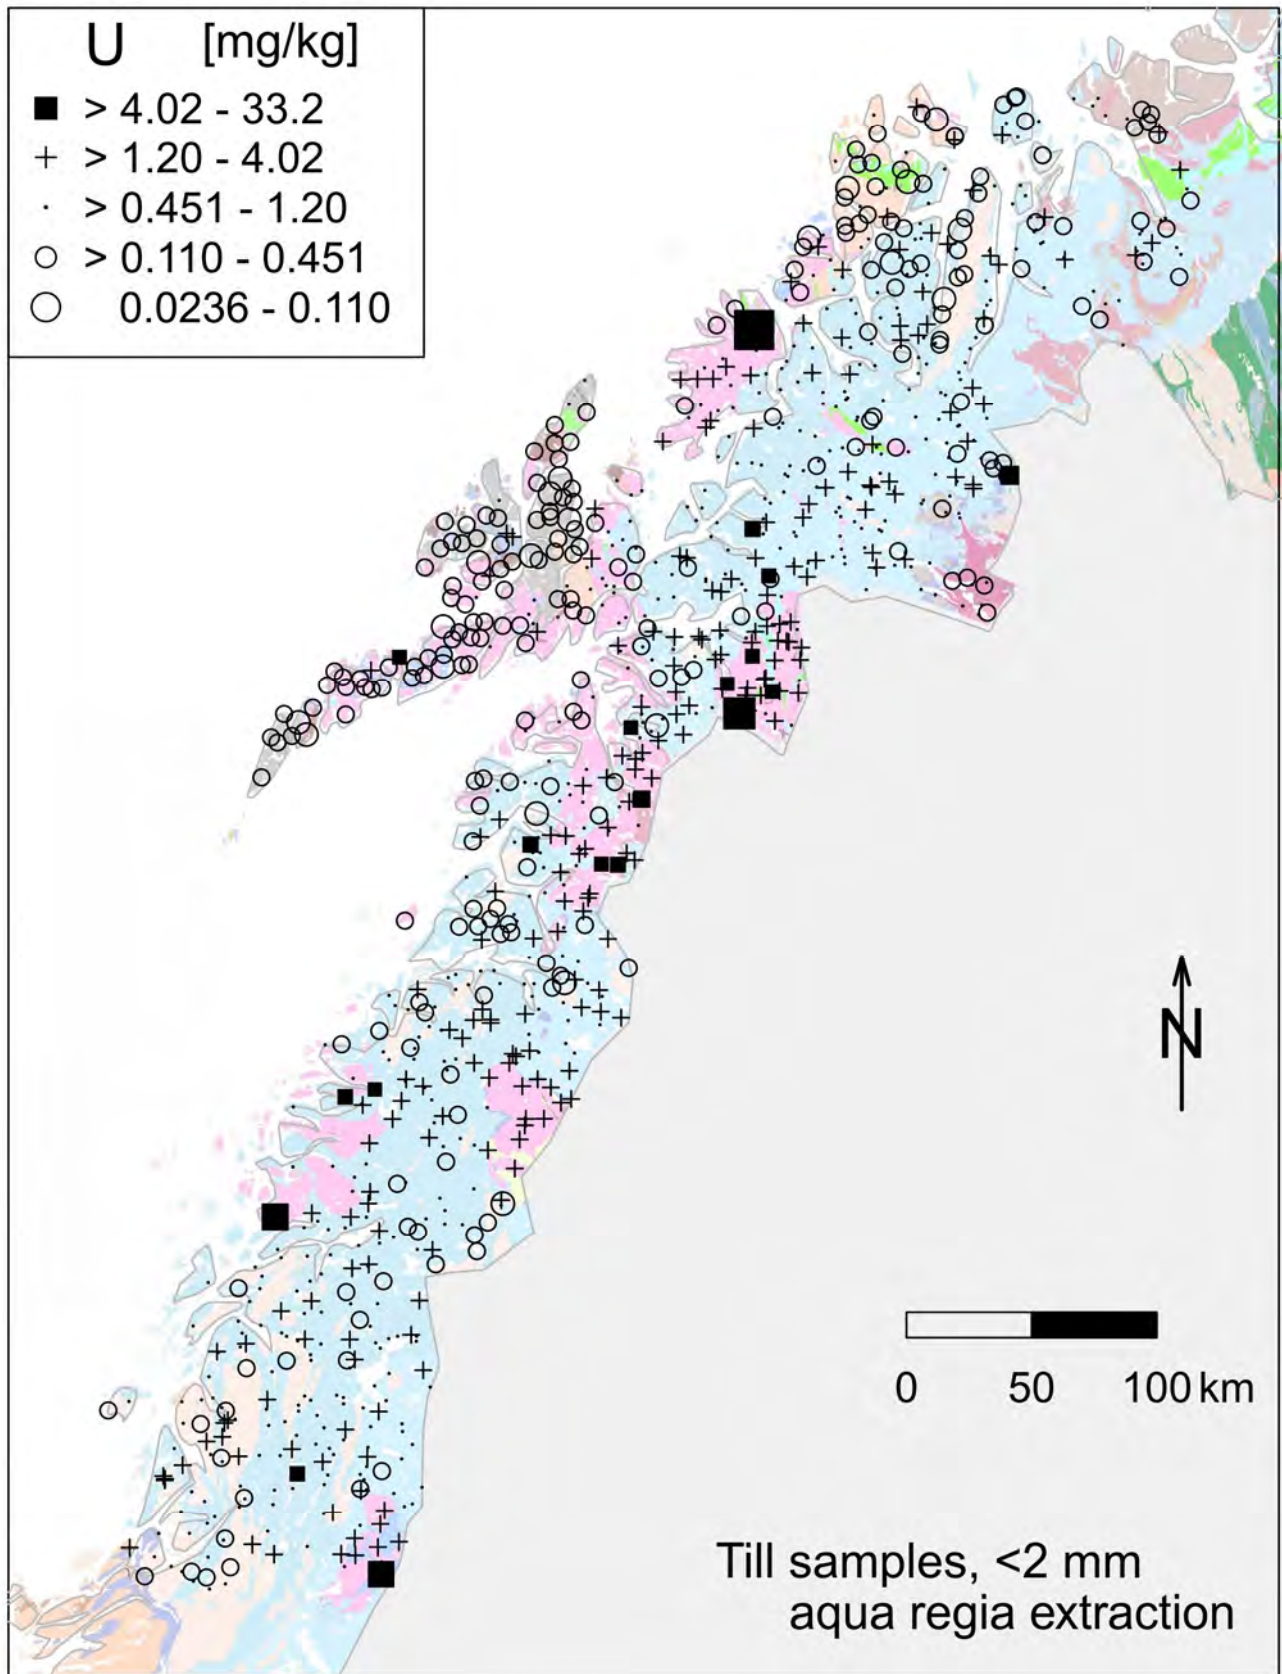 U [mg/kg]
■ > 4.02 - 33.2
+ > 1.20 - 4.02
· > 0.451 - 1.20
○ > 0.110 - 0.451
◯ 0.0236 - 0.110
N
0 50 100 km
Till samples, <2 mm
aqua regia extraction